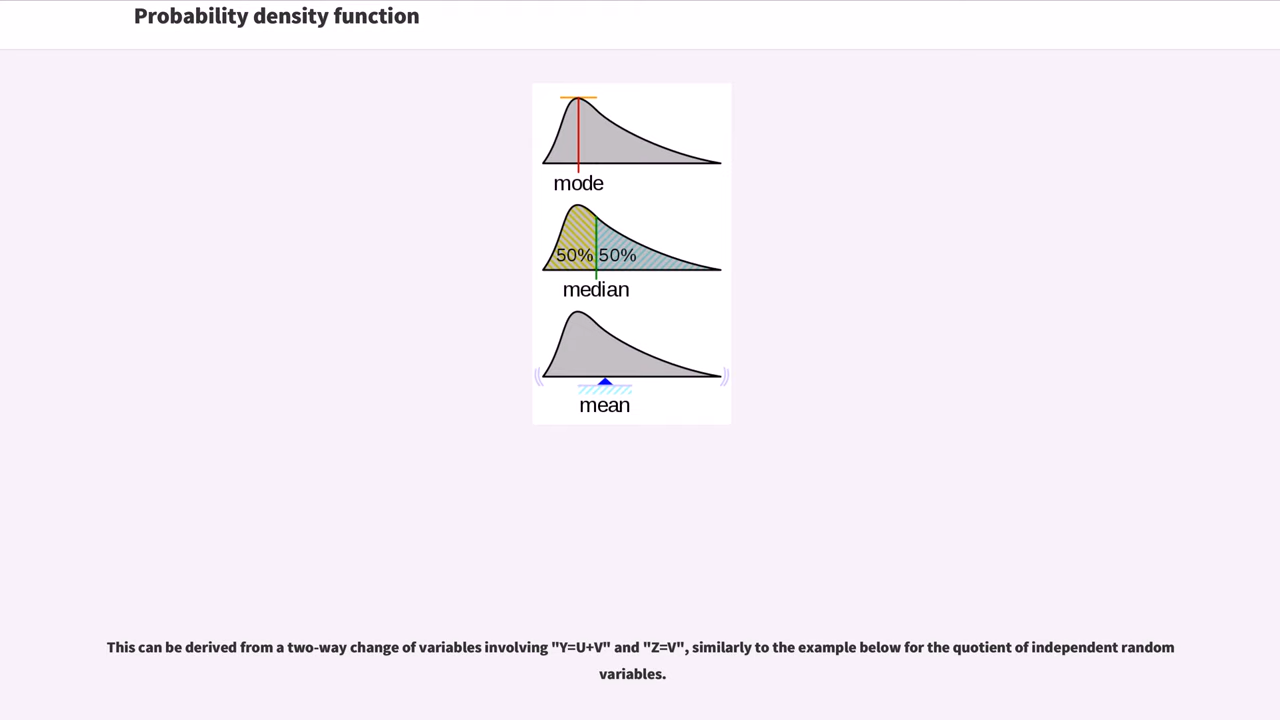 Probability density function
mode
50% 50%
median
mean
This can be derived from a two-way change of variables involving "Y=U+V" and "Z=V", similarly to the example below for the quotient of independent random
variables.